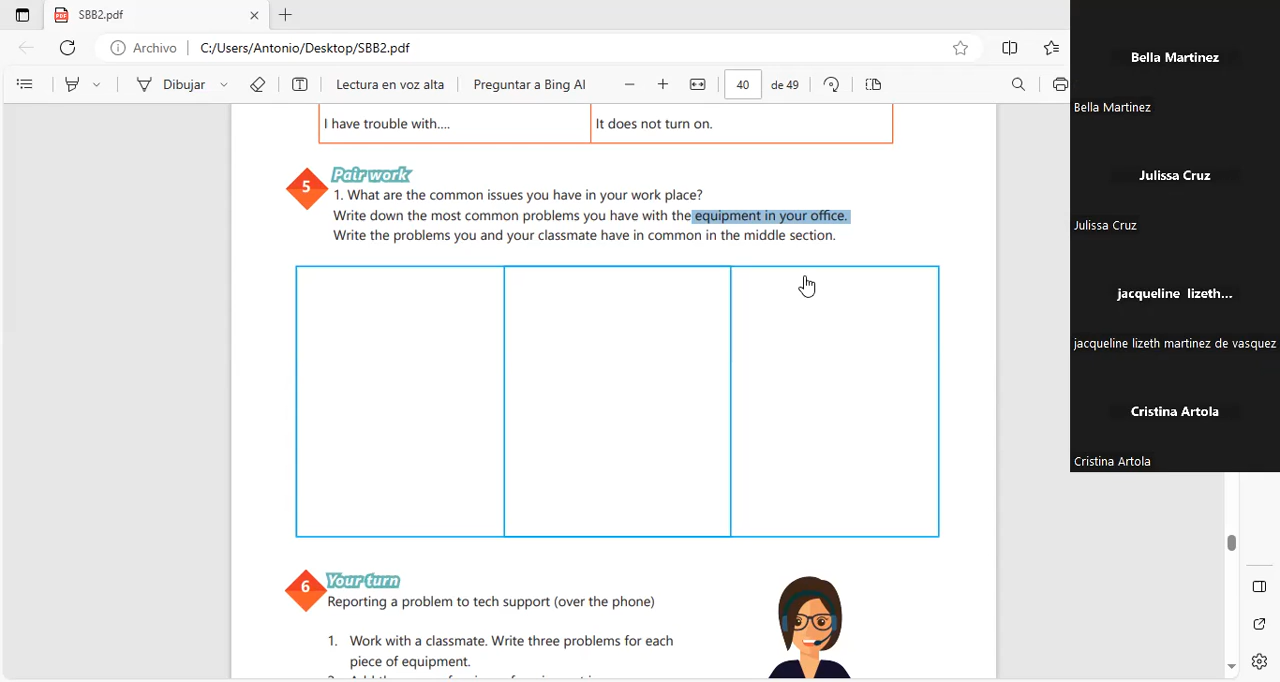 SBB2.pdf
Archivo C:/Users/Antonio/Desktop/SBB2.pdf
Dibujar Lectura en voz alta Preguntar a Bing AI 40 de 49
I have trouble with.... It does not turn on.
5 Pair work
1. What are the common issues you have in your work place?
Write down the most common problems you have with the equipment in your office.
Write the problems you and your classmate have in common in the middle section.
6 Your turn
Reporting a problem to tech support (over the phone)
1. Work with a classmate. Write three problems for each
piece of equipment.
Bella Martinez
Bella Martinez
Julissa Cruz
Julissa Cruz
jacqueline lizeth...
jacqueline lizeth martinez de vasquez
Cristina Artola
Cristina Artola